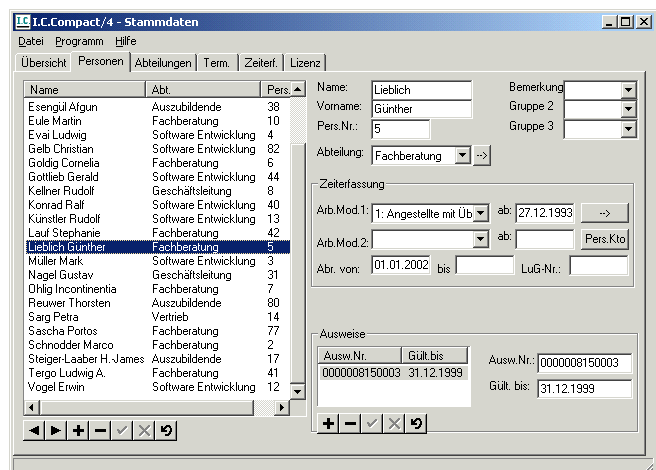 I.C. I.C.Compact/4 - Stammdaten
Datei Programm Hilfe
Übersicht Personen Abteilungen Term. Zeiterf. Lizenz
Name Abt. Pers.
Esengül Afgun Auszubildende 38
Eule Martin Fachberatung 10
Evai Ludwig Software Entwicklung 4
Gelb Christian Software Entwicklung 82
Goldig Cornelia Fachberatung 6
Gottlieb Gerald Software Entwicklung 44
Kellner Rudolf Geschäftsleitung 8
Konrad Ralf Software Entwicklung 40
Künstler Rudolf Software Entwicklung 13
Lauf Stephanie Fachberatung 42
Lieblich Günther Fachberatung 5
Müller Mark Software Entwicklung 3
Nagel Gustav Geschäftsleitung 31
Ohlig Incontinentia Fachberatung 7
Reuwer Thorsten Auszubildende 80
Sarg Petra Vertrieb 14
Sascha Portos Fachberatung 77
Schnodder Marco Fachberatung 2
Steiger-Laaber H.-James Auszubildende 17
Tergo Ludwig A. Fachberatung 41
Vogel Erwin Software Entwicklung 12
Name: Lieblich Bemerkung
Vorname: Günther Gruppe 2
Pers.Nr.: 5 Gruppe 3
Abteilung: Fachberatung -->
Zeiterfassung
Arb.Mod.1: 1: Angestellte mit Üb ab: 27.12.1993 -->
Arb.Mod.2: ab: Pers.Kto
Abr. von: 01.01.2002 bis LuG-Nr.:
Ausweise
Ausw.Nr. Gült.bis
0000008150003 31.12.1999
Ausw.Nr.: 0000008150003
Gült. bis: 31.12.1999